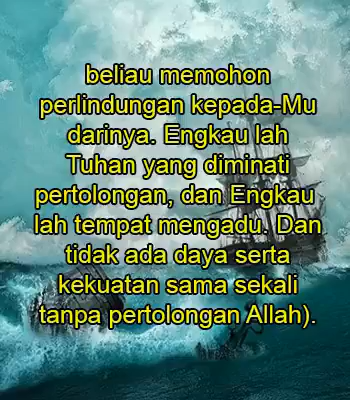 beliau memohon
perlindungan kepada-Mu
darinya. Engkau lah
Tuhan yang diminati
pertolongan, dan Engkau
lah tempat mengadu. Dan
tidak ada daya serta
kekuatan sama sekali
tanpa pertolongan Allah).